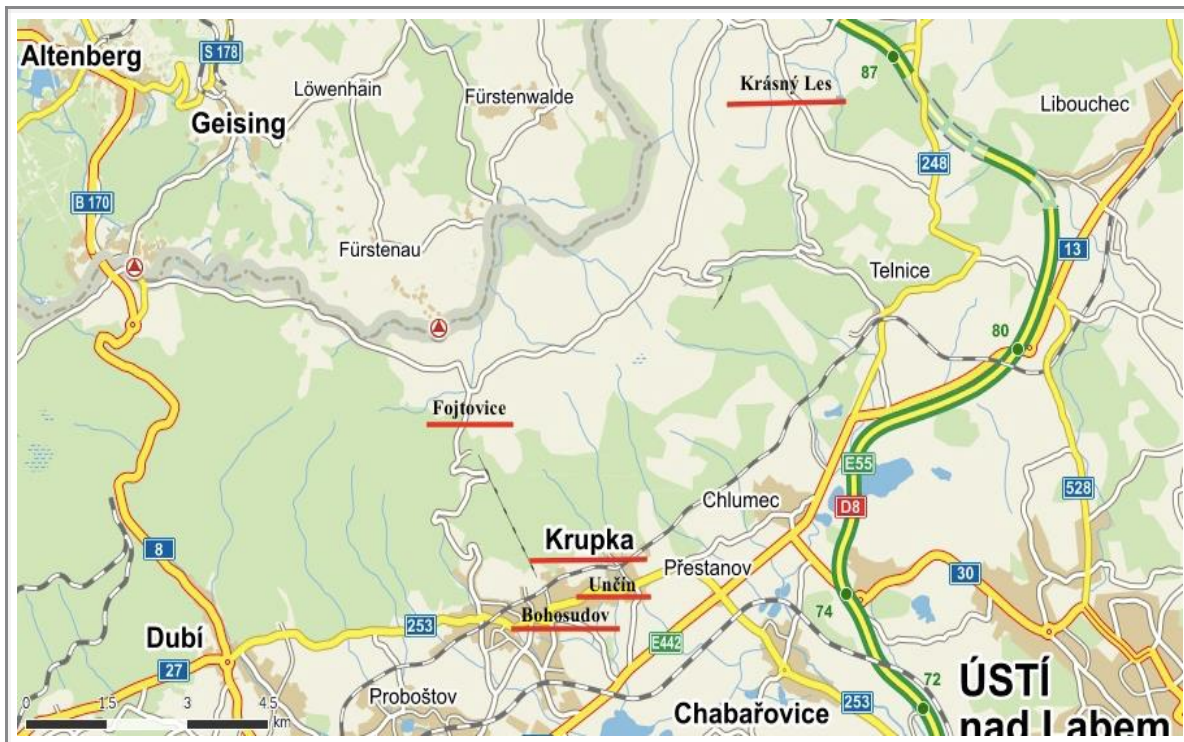 Altenberg
S 178
Löwenhain
Fürstenwalde
87
Krásný Les
Libouchec
Geising
248
B 170
Fürstenau
Telnice
13
80
Fojtovice
E55
D8
Chlumec
528
Krupka
8
Přestanov
Unčín
30
Bohosudov
253
74
Dubí
E442
27
72
ÚSTÍ
nad Labem
Proboštov
Chabařovice
253
0 1.5 3 4.5
km